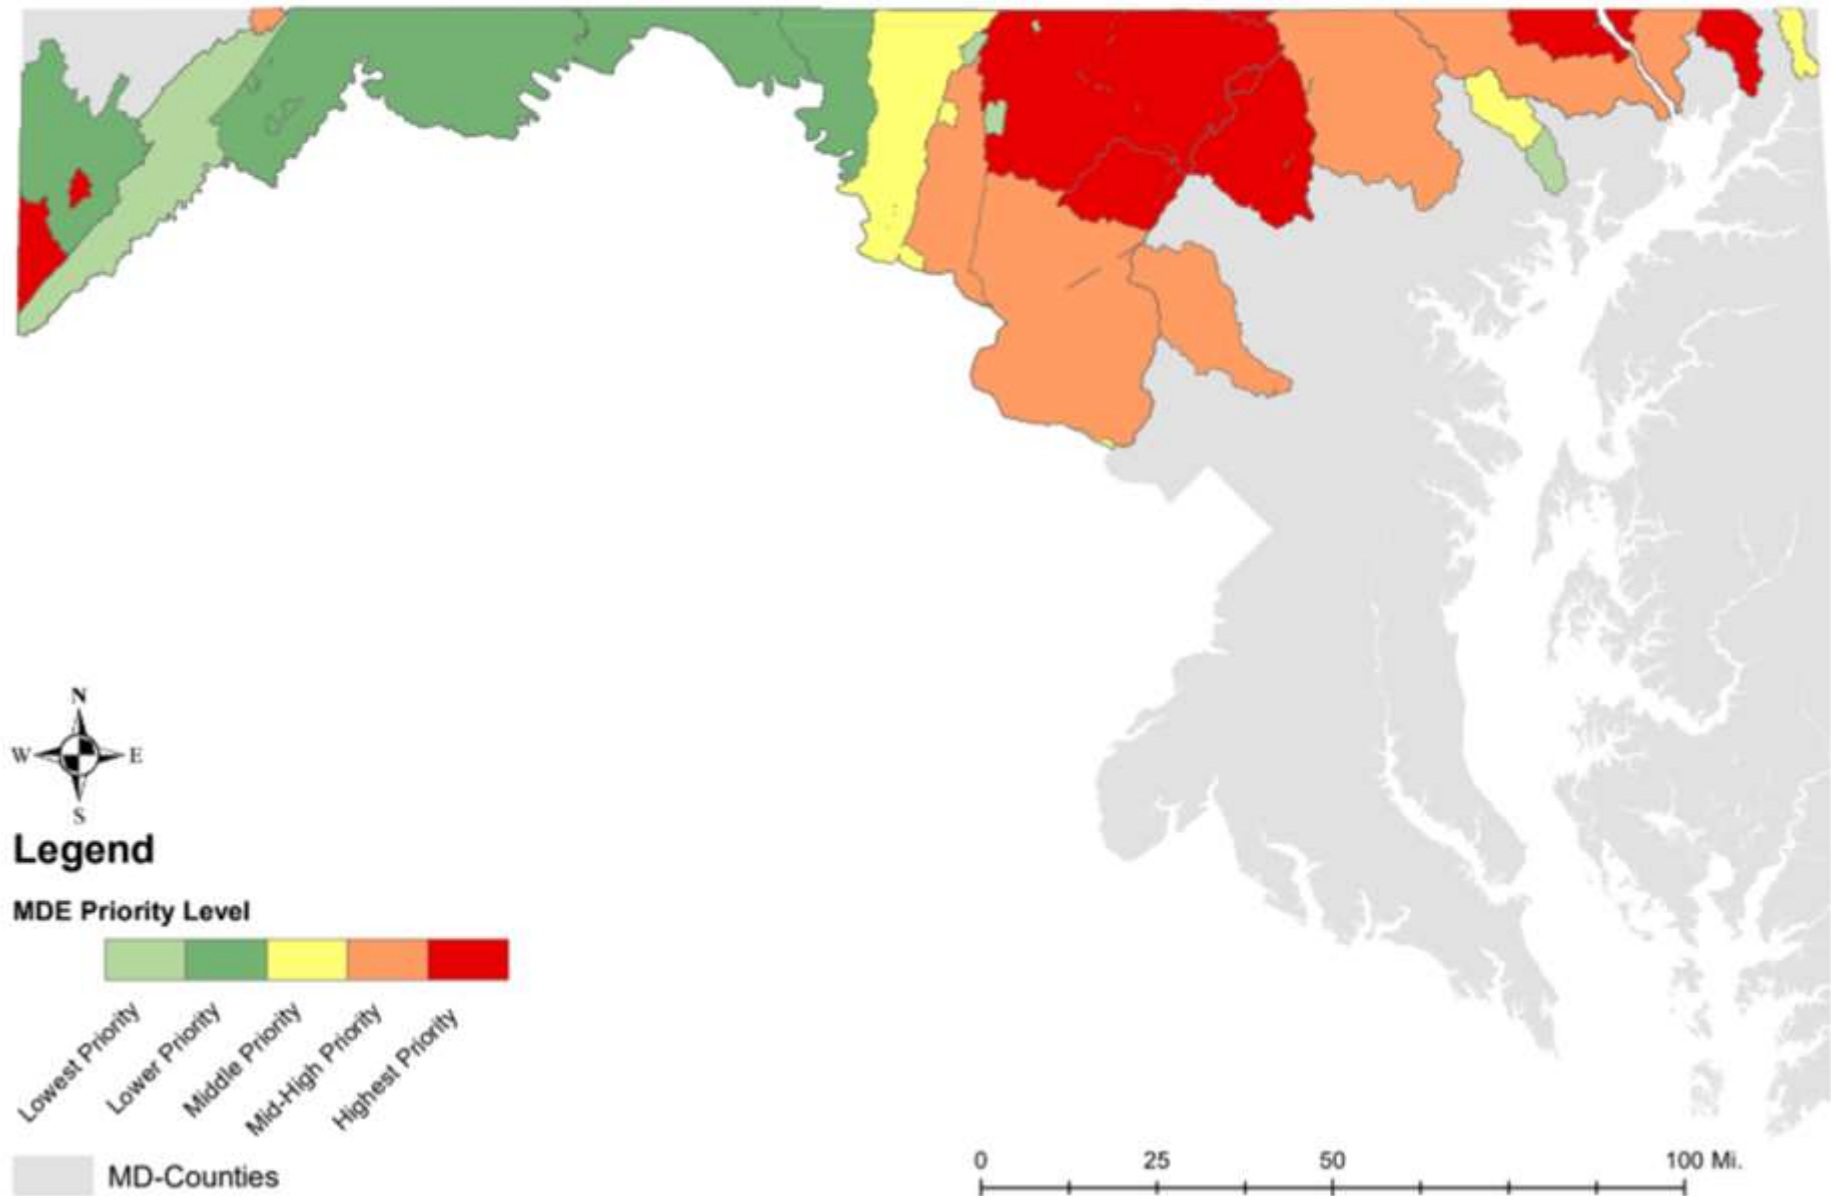 N
W E
S
Legend
MDE Priority Level
Lowest Priority
Lower Priority
Middle Priority
Mid-High Priority
Highest Priority
MD-Counties
0 25 50 100 Mi.